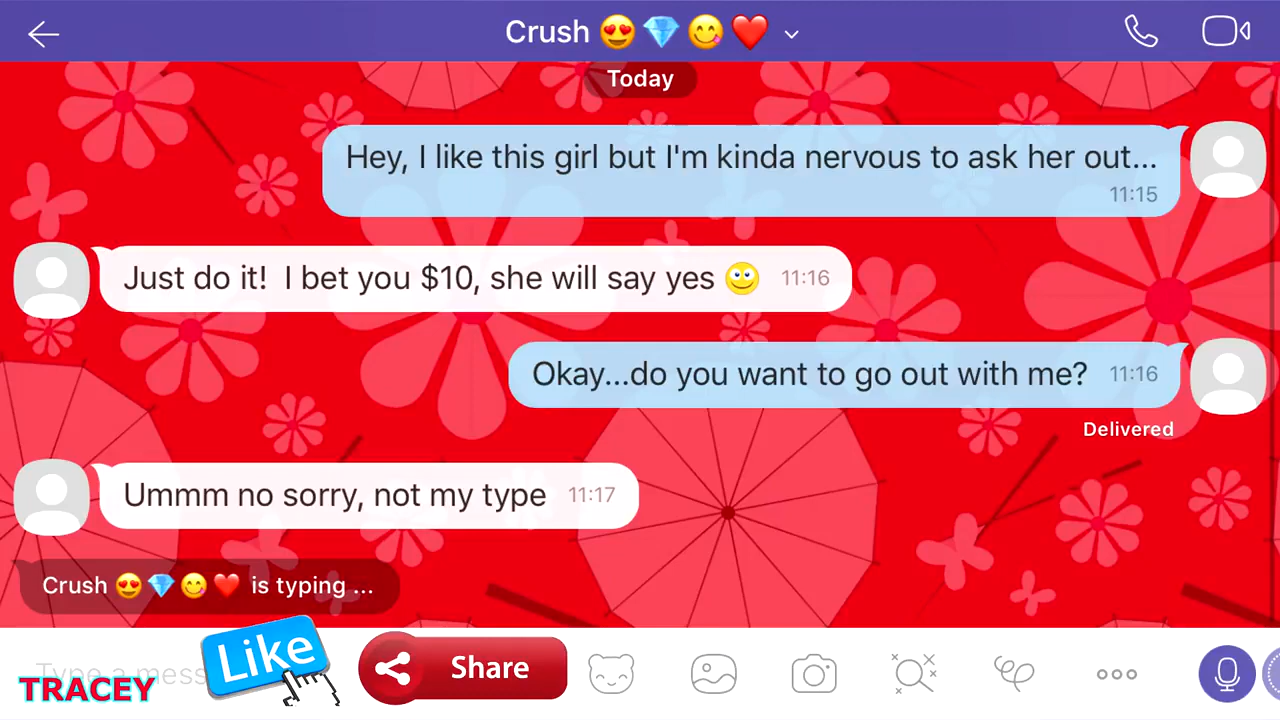 Crush 😍💎😋❤️
Today
Hey, I like this girl but I'm kinda nervous to ask her out...
11:15
Just do it!  I bet you $10, she will say yes 🙄 11:16
Okay...do you want to go out with me? 11:16
Delivered
Ummm no sorry, not my type 11:17
Crush 😍💎😋❤️ is typing ...
Type a mess
TRACEY
Like
Share